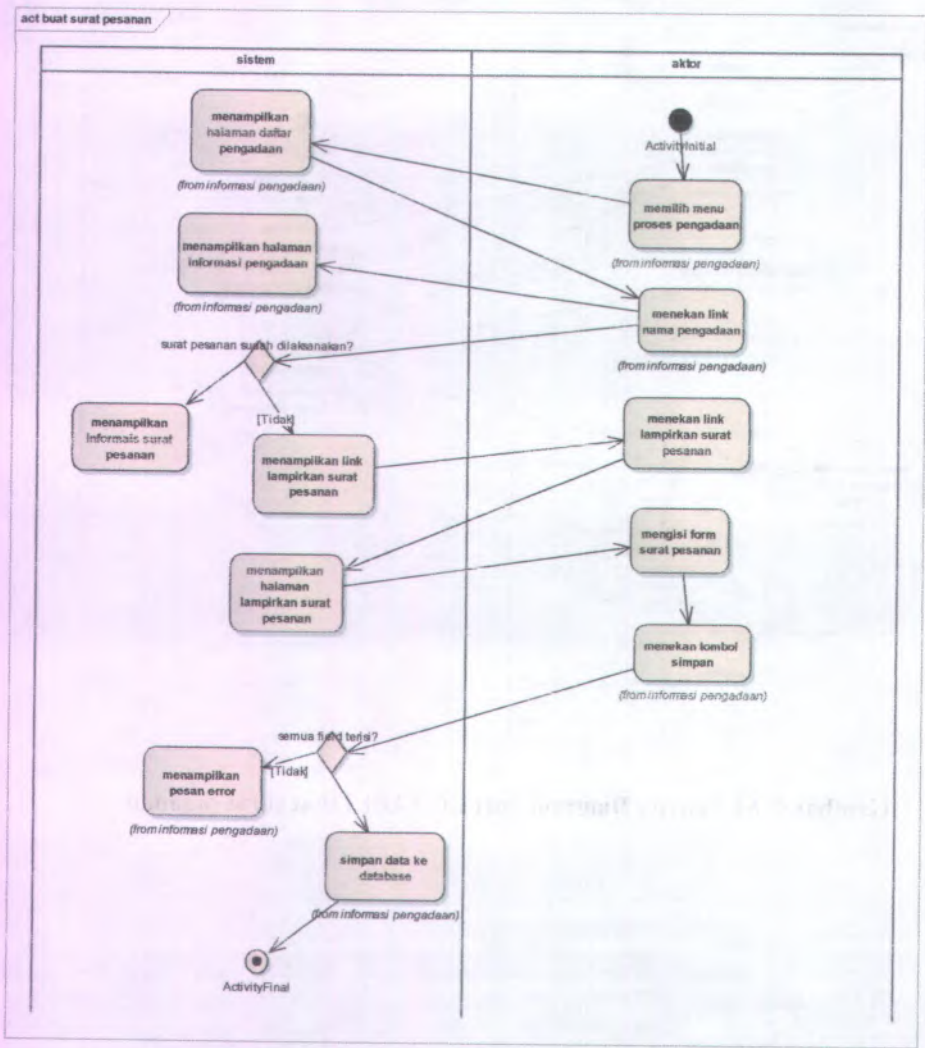 act buat surat pesanan
sistem
aktor
menampilkan
halaman daftar
pengadaan
(from informasi pengadaan)
ActivityInitial
memilih menu
proses pengadaan
(from informasi pengadaan)
menampilkan halaman
informasi pengadaan
(from informasi pengadaan)
menekan link
nama pengadaan
(from informasi pengadaan)
surat pesanan sudah dilaksanakan?
menampilkan
informais surat
pesanan
[Tidak]
menampilkan link
lampirkan surat
pesanan
menekan link
lampirkan surat
pesanan
mengisi form
surat pesanan
menampilkan
halaman
lampirkan surat
pesanan
menekan tombol
simpan
(from informasi pengadaan)
semua field terisi?
[Tidak]
menampilkan
pesan error
(from informasi pengadaan)
simpan data ke
database
(from informasi pengadaan)
ActivityFinal